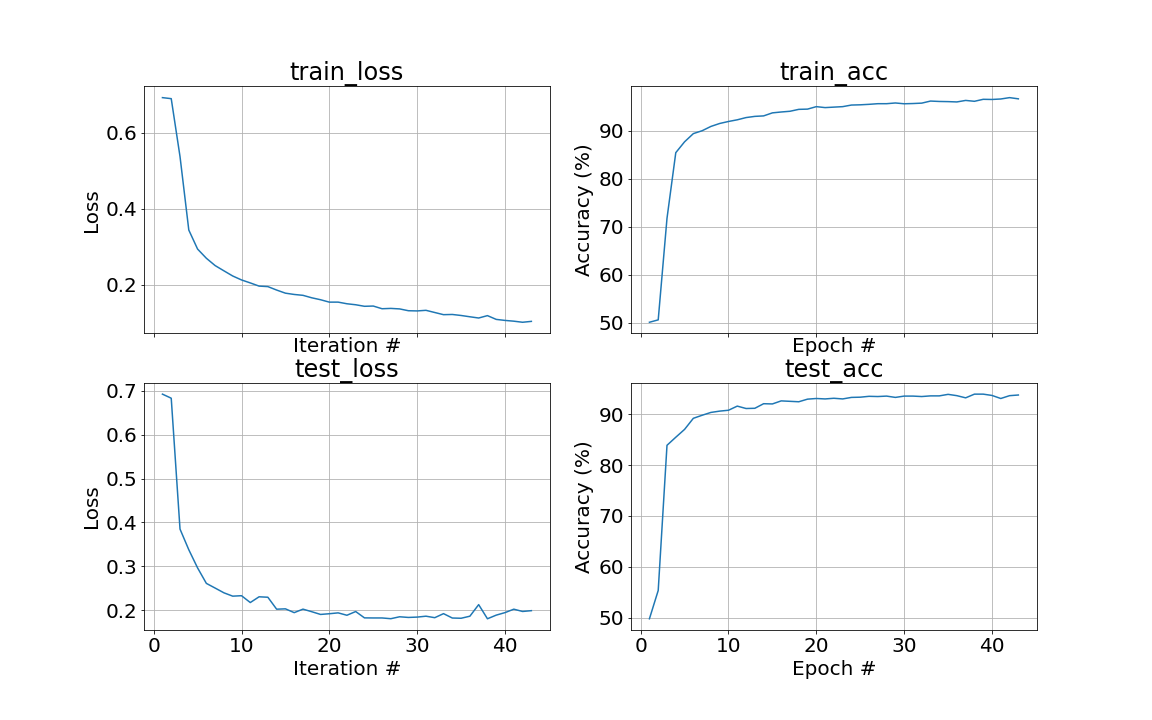 train_loss
0.6
0.4
0.2
Loss
Iteration #
train_acc
90
80
70
60
50
Accuracy (%)
Epoch #
test_loss
0.7
0.6
0.5
0.4
0.3
0.2
Loss
0 10 20 30 40
Iteration #
test_acc
90
80
70
60
50
Accuracy (%)
0 10 20 30 40
Epoch #